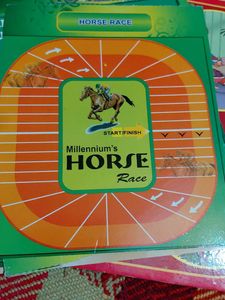 HORSE RACE
START/FINISH
Millennium's
HORSE
Race